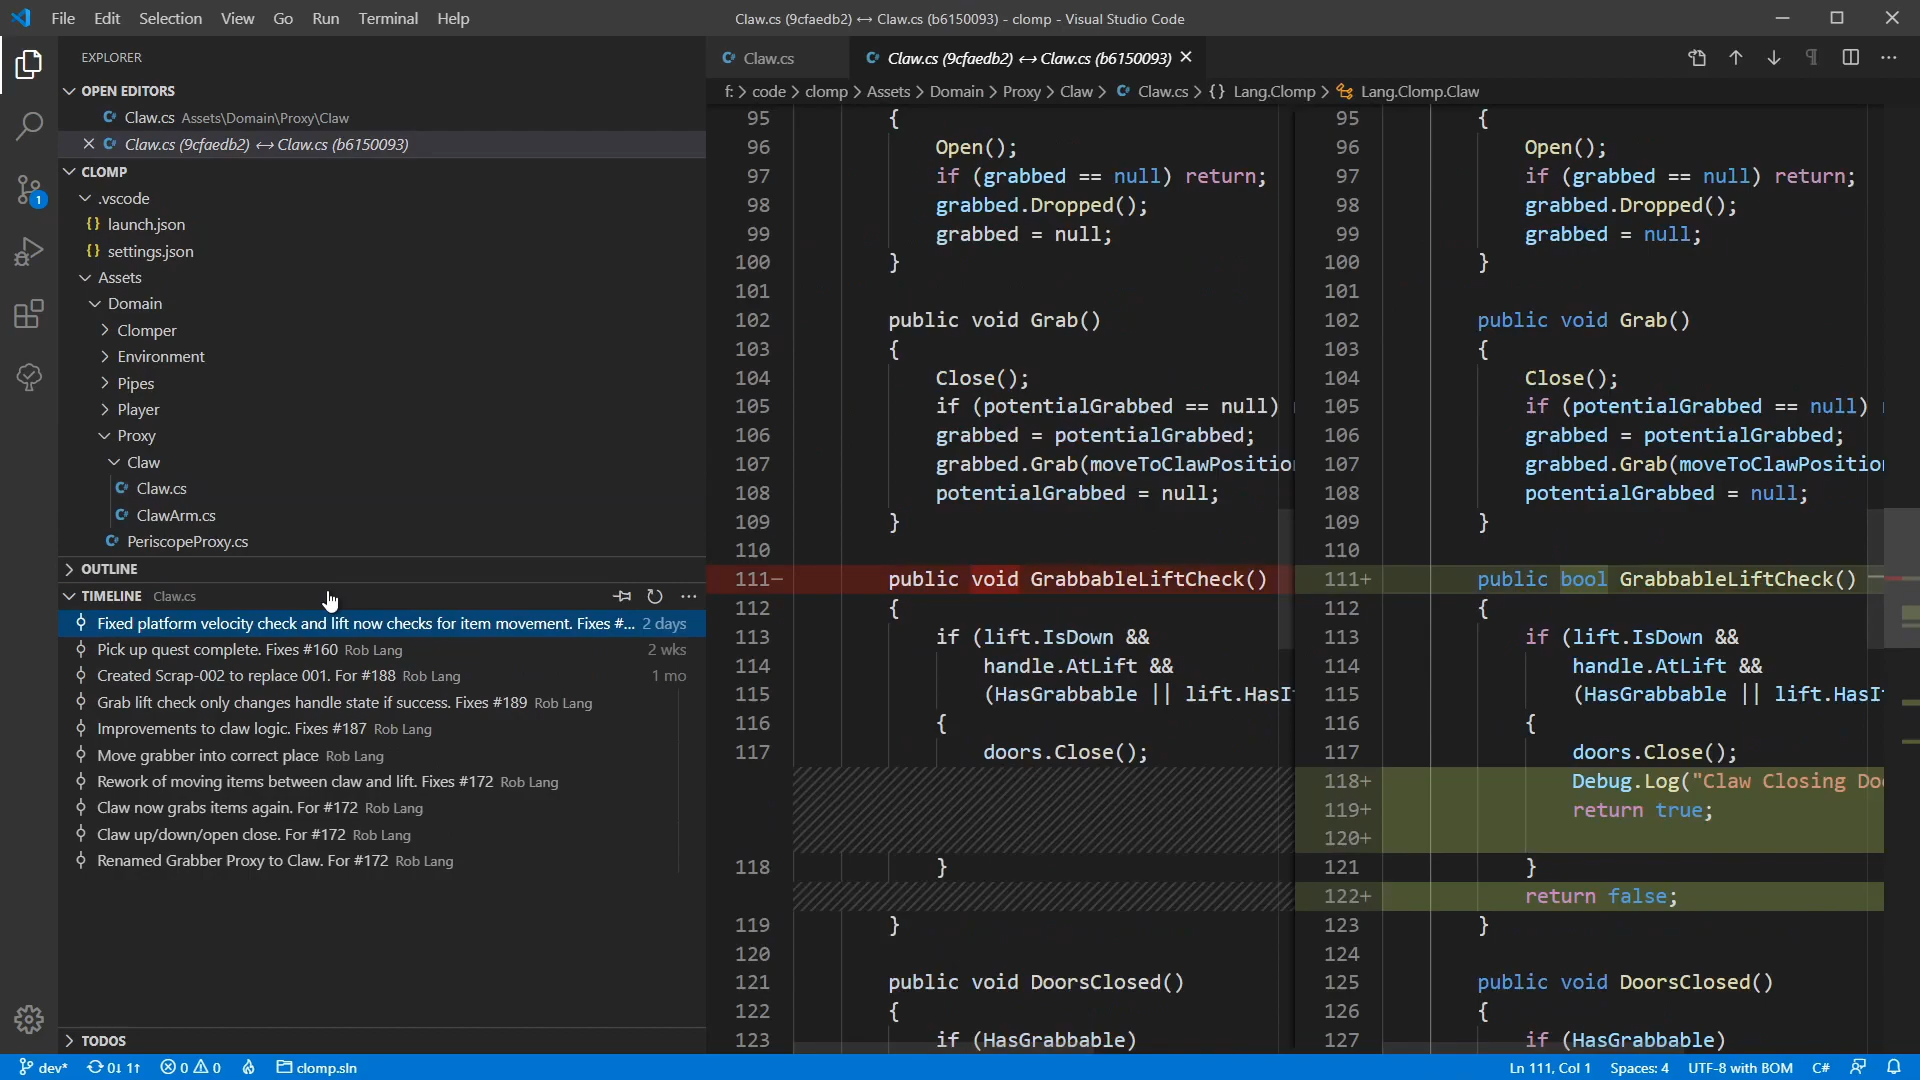 File Edit Selection View Go Run Terminal Help
Claw.cs (9cfaedb2) ↔ Claw.cs (b6150093) - clomp - Visual Studio Code
EXPLORER
OPEN EDITORS
Claw.cs Assets\Domain\Proxy\Claw
Claw.cs (9cfaedb2) ↔ Claw.cs (b6150093)
CLOMP
.vscode
launch.json
settings.json
Assets
Domain
Clomper
Environment
Pipes
Player
Proxy
Claw
Claw.cs
ClawArm.cs
PeriscopeProxy.cs
OUTLINE
TIMELINE Claw.cs
Fixed platform velocity check and lift now checks for item movement. Fixes #... 2 days
Pick up quest complete. Fixes #160 Rob Lang 2 wks
Created Scrap-002 to replace 001. For #188 Rob Lang 1 mo
Grab lift check only changes handle state if success. Fixes #189 Rob Lang
Improvements to claw logic. Fixes #187 Rob Lang
Move grabber into correct place Rob Lang
Rework of moving items between claw and lift. Fixes #172 Rob Lang
Claw now grabs items again. For #172 Rob Lang
Claw up/down/open close. For #172 Rob Lang
Renamed Grabber Proxy to Claw. For #172 Rob Lang
TODOS
1
Claw.cs
Claw.cs (9cfaedb2) ↔ Claw.cs (b6150093)
f: > code > clomp > Assets > Domain > Proxy > Claw > Claw.cs > {} Lang.Clomp > Lang.Clomp.Claw
95 {
96 Open();
97 if (grabbed == null) return;
98 grabbed.Dropped();
99 grabbed = null;
100 }
101
102 public void Grab()
103 {
104 Close();
105 if (potentialGrabbed == null)
106 grabbed = potentialGrabbed;
107 grabbed.Grab(moveToClawPositio
108 potentialGrabbed = null;
109 }
110
111− public void GrabbableLiftCheck()
112 {
113 if (lift.IsDown &&
114 handle.AtLift &&
115 (HasGrabbable || lift.HasI
116 {
117 doors.Close();
118 }
119 }
120
121 public void DoorsClosed()
122 {
123 if (HasGrabbable)
95 {
96 Open();
97 if (grabbed == null) return;
98 grabbed.Dropped();
99 grabbed = null;
100 }
101
102 public void Grab()
103 {
104 Close();
105 if (potentialGrabbed == null)
106 grabbed = potentialGrabbed;
107 grabbed.Grab(moveToClawPositio
108 potentialGrabbed = null;
109 }
110
111+ public bool GrabbableLiftCheck()
112 {
113 if (lift.IsDown &&
114 handle.AtLift &&
115 (HasGrabbable || lift.HasI
116 {
117 doors.Close();
118+ Debug.Log("Claw Closing Do
119+ return true;
120+
121 }
122+ return false;
123 }
124
125 public void DoorsClosed()
126 {
127 if (HasGrabbable)
dev* 0↓ 1↑ 0 0 clomp.sln
Ln 111, Col 1 Spaces: 4 UTF-8 with BOM C#